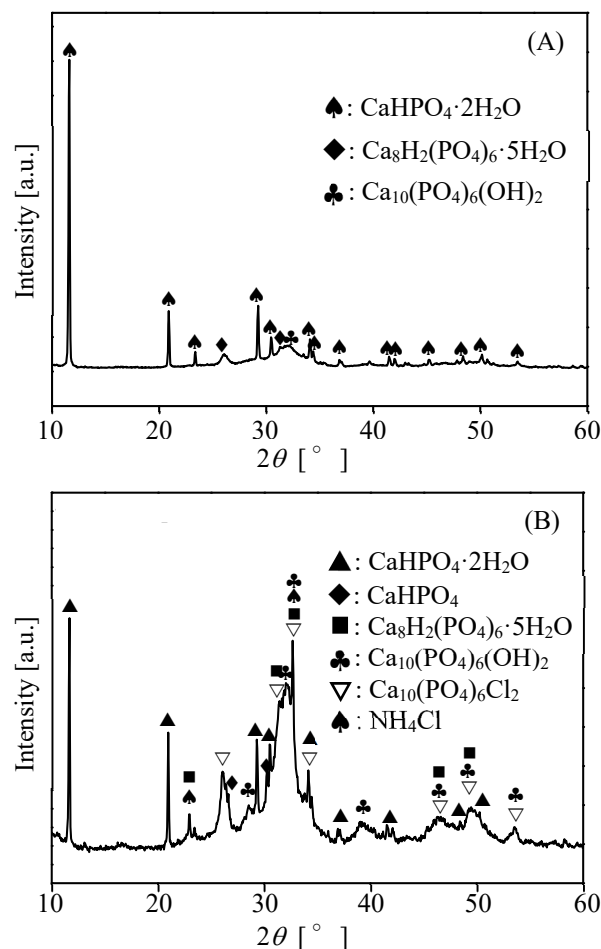 (A)
♠: CaHPO₄·2H₂O
♦: Ca₈H₂(PO₄)₆·5H₂O
♣: Ca₁₀(PO₄)₆(OH)₂
Intensity [a.u.]
10 20 30 40 50 60
2θ [°]
(B)
▲: CaHPO₄·2H₂O
♦: CaHPO₄
■: Ca₈H₂(PO₄)₆·5H₂O
♣: Ca₁₀(PO₄)₆(OH)₂
▽: Ca₁₀(PO₄)₆Cl₂
♠: NH₄Cl
Intensity [a.u.]
10 20 30 40 50 60
2θ [°]